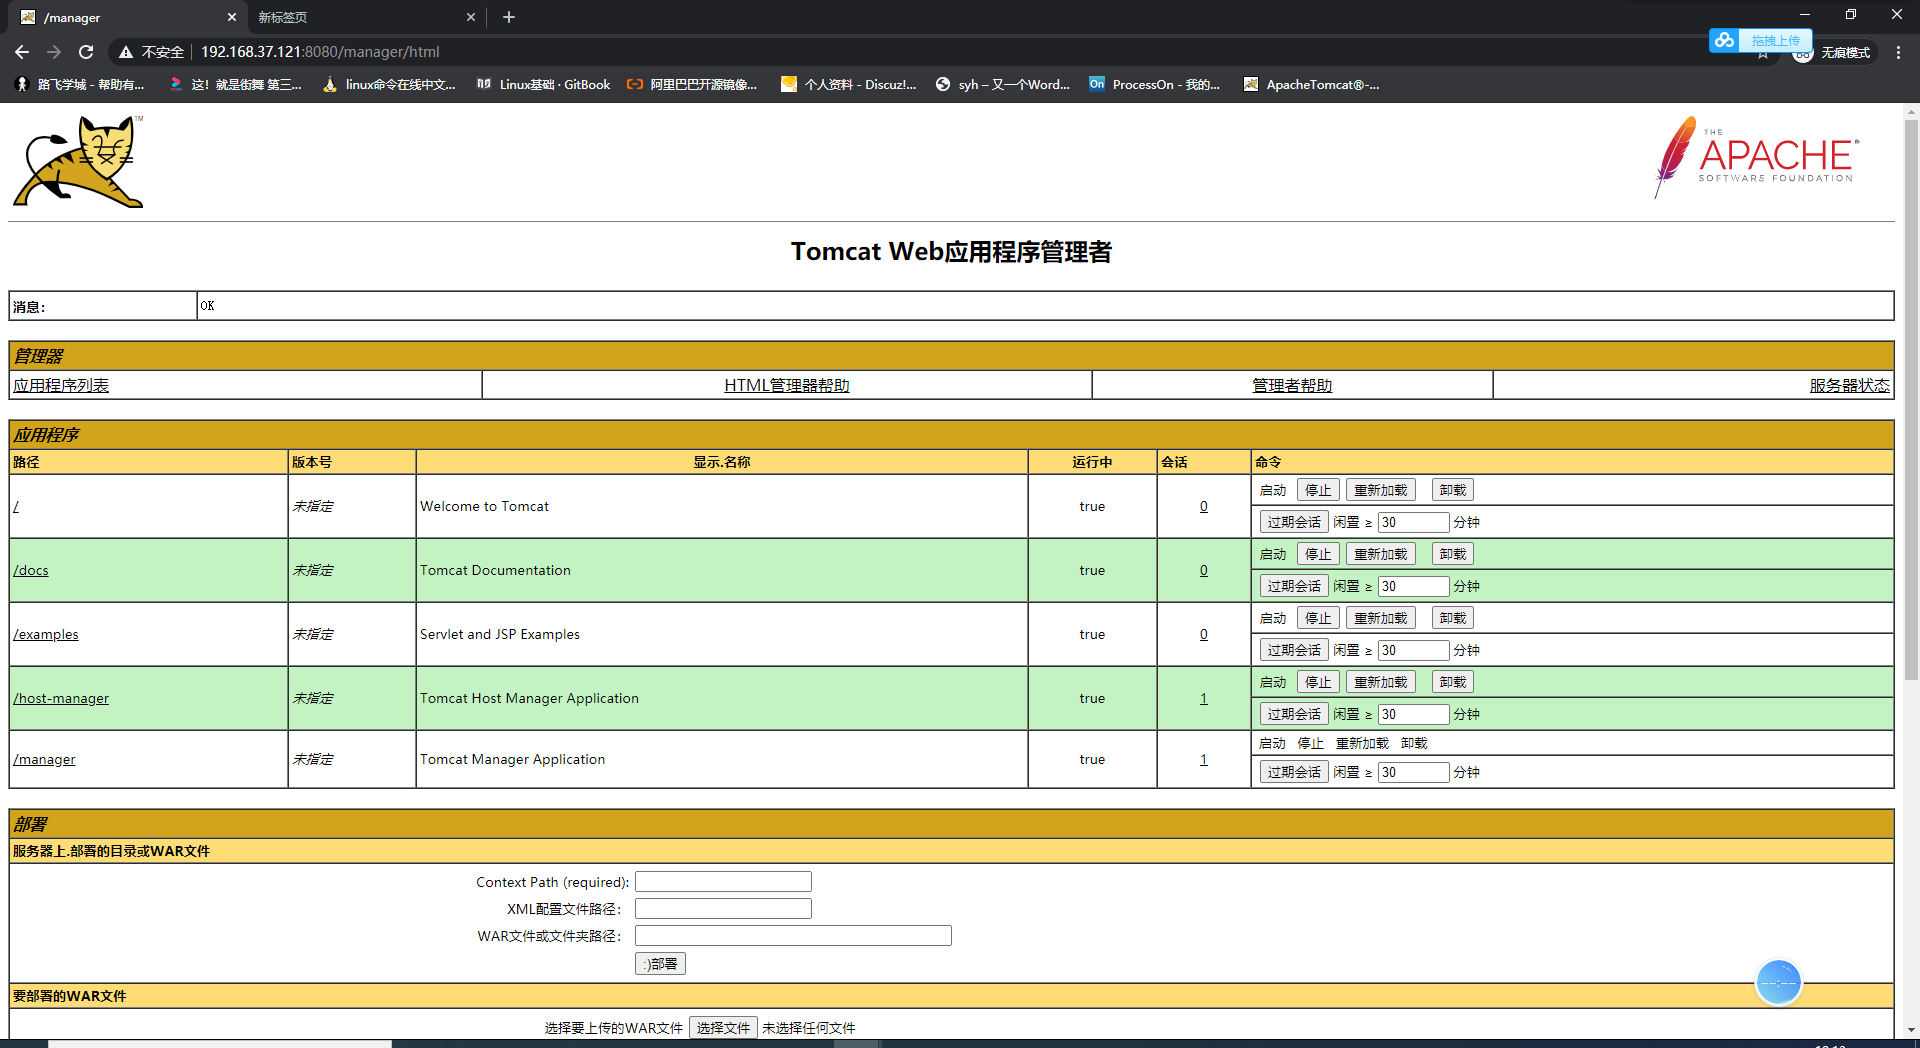 /manager
新标签页
不安全
192.168.37.121:8080/manager/html
拖拽上传
无痕模式
路飞学城 - 帮助有...
这！就是街舞 第三...
linux命令在线中文...
Linux基础 · GitBook
阿里巴巴开源镜像...
个人资料 - Discuz!...
syh – 又一个Word...
On
ProcessOn - 我的...
ApacheTomcat®-...
TM
THE
APACHE®
SOFTWARE FOUNDATION
Tomcat Web应用程序管理者
消息： OK
管理器
应用程序列表 HTML管理器帮助 管理者帮助 服务器状态
应用程序
路径 版本号 显示.名称 运行中 会话 命令
/ 未指定 Welcome to Tomcat true 0 启动 停止 重新加载 卸载
过期会话 闲置 ≥ 30 分钟
/docs 未指定 Tomcat Documentation true 0 启动 停止 重新加载 卸载
过期会话 闲置 ≥ 30 分钟
/examples 未指定 Servlet and JSP Examples true 0 启动 停止 重新加载 卸载
过期会话 闲置 ≥ 30 分钟
/host-manager 未指定 Tomcat Host Manager Application true 1 启动 停止 重新加载 卸载
过期会话 闲置 ≥ 30 分钟
/manager 未指定 Tomcat Manager Application true 1 启动 停止 重新加载 卸载
过期会话 闲置 ≥ 30 分钟
部署
服务器上.部署的目录或WAR文件
Context Path (required):
XML配置文件路径：
WAR文件或文件夹路径：
:)部署
要部署的WAR文件
选择要上传的WAR文件 选择文件 未选择任何文件